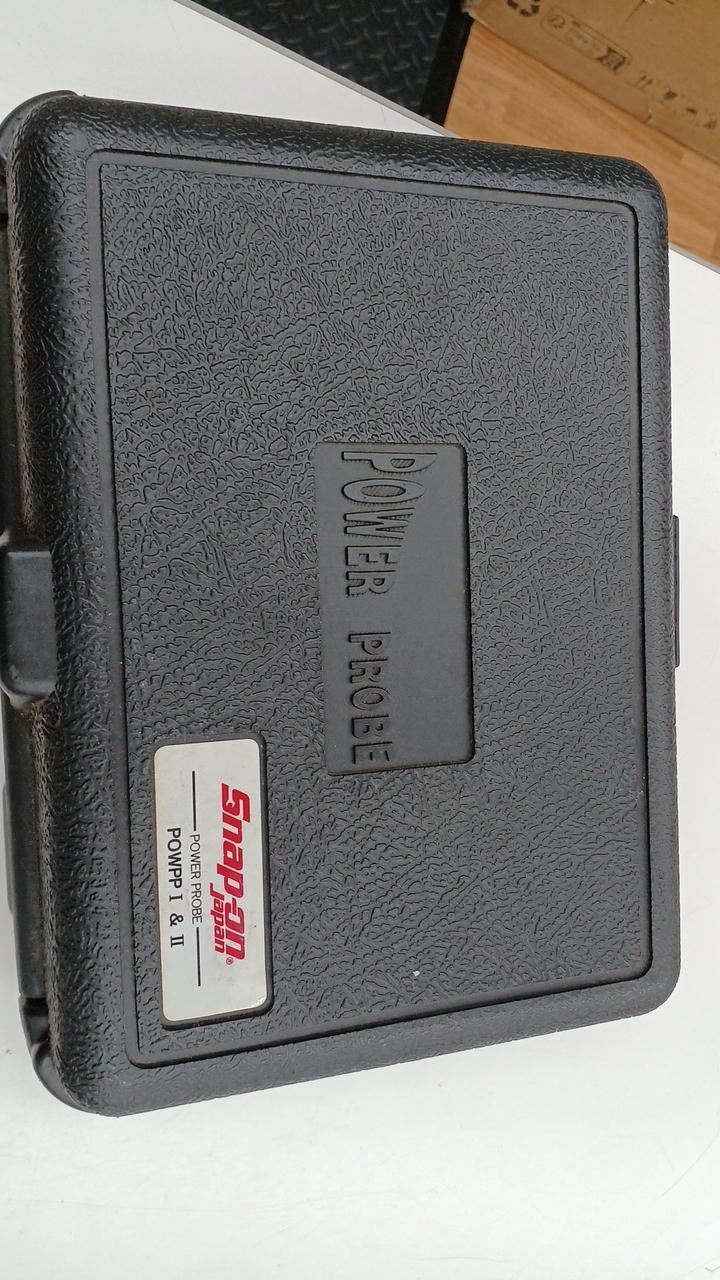 POWER PROBE
Snap-on®
Japan
POWER PROBE
POWPP I & II